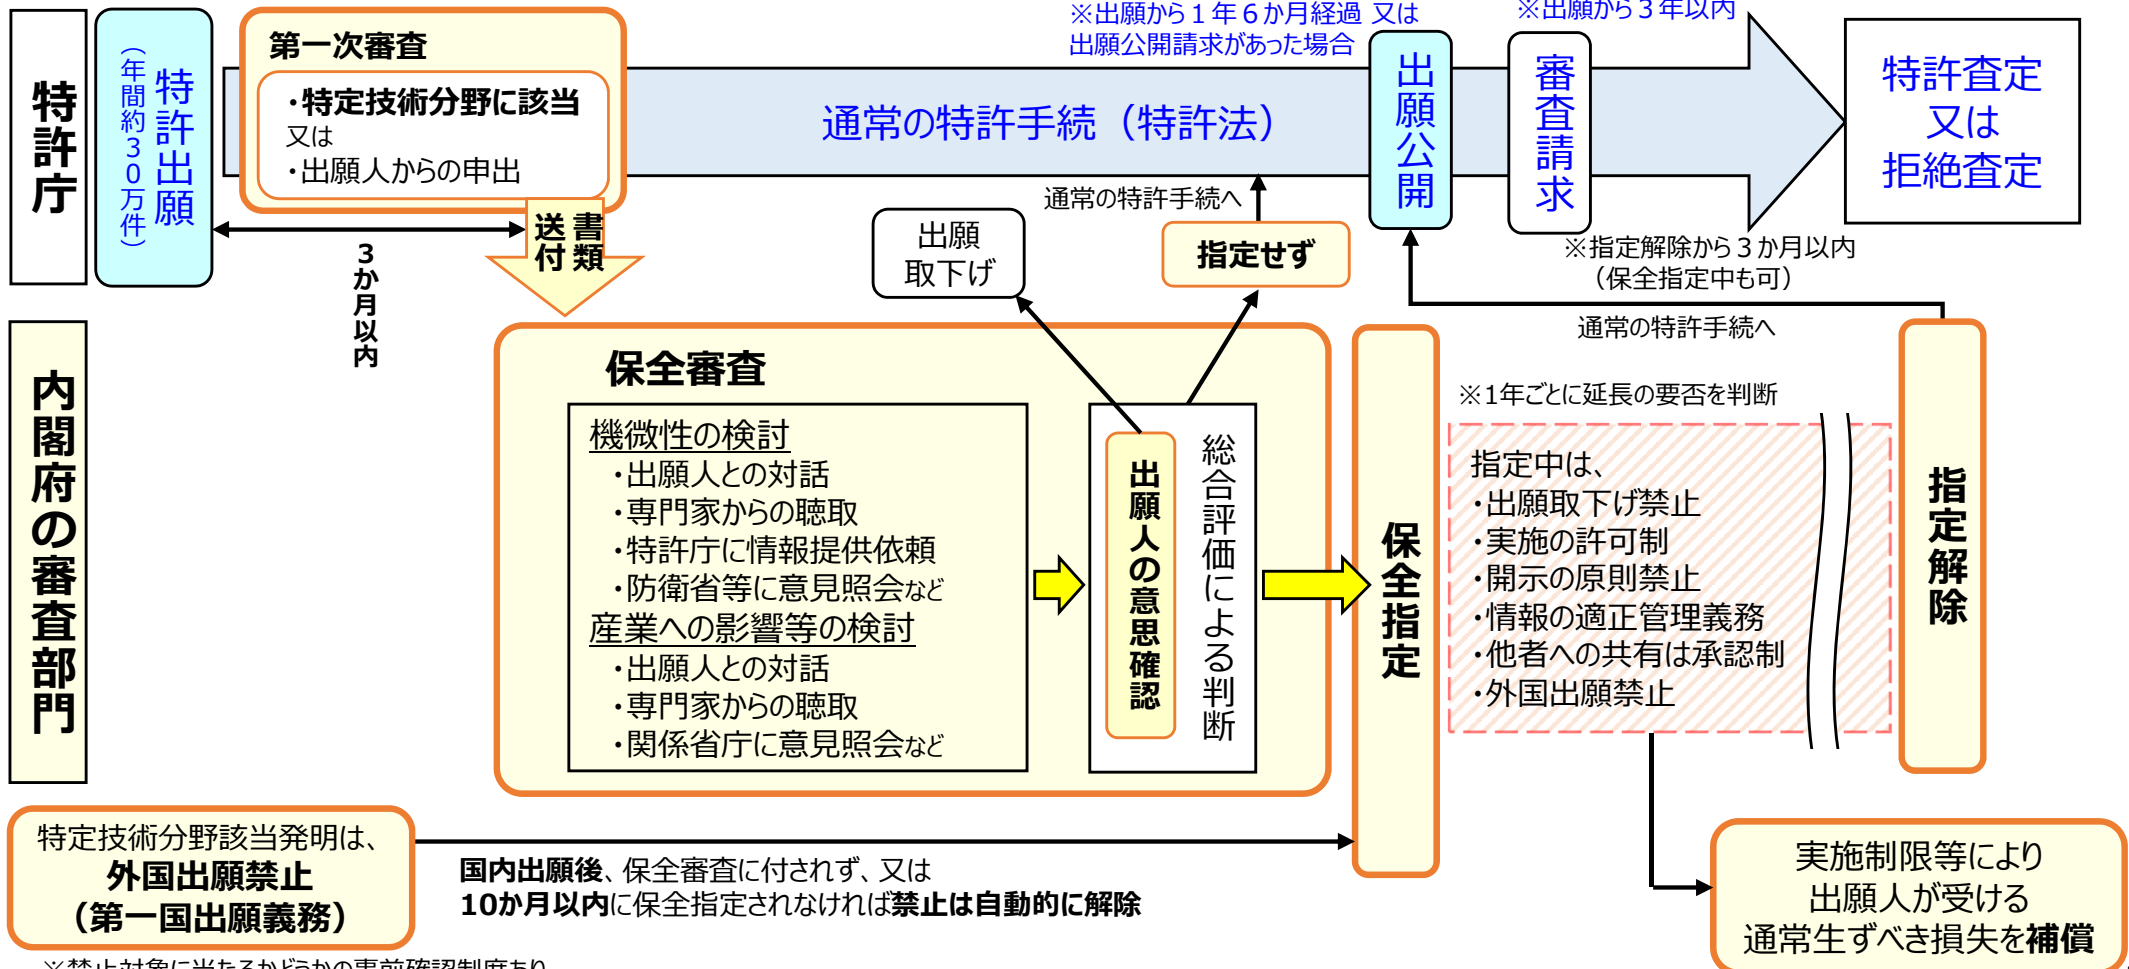 ※出願から１年６か月経過 又は
出願公開請求があった場合
※出願から３年以内
特許庁
特許出願
（年間約３０万件）
第一次審査
・特定技術分野に該当
又は
・出願人からの申出
通常の特許手続（特許法）
出願公開
審査請求
特許査定
又は
拒絶査定
3か月以内
書類
送付
出願
取下げ
通常の特許手続へ
指定せず
※指定解除から３か月以内
（保全指定中も可）
通常の特許手続へ
内閣府の審査部門
保全審査
機微性の検討
・出願人との対話
・専門家からの聴取
・特許庁に情報提供依頼
・防衛省等に意見照会など
産業への影響等の検討
・出願人との対話
・専門家からの聴取
・関係省庁に意見照会など
出願人の意思確認
総合評価による判断
保全指定
※1年ごとに延長の要否を判断
指定中は、
・出願取下げ禁止
・実施の許可制
・開示の原則禁止
・情報の適正管理義務
・他者への共有は承認制
・外国出願禁止
指定解除
特定技術分野該当発明は、
外国出願禁止
（第一国出願義務）
国内出願後、保全審査に付されず、又は
10か月以内に保全指定されなければ禁止は自動的に解除
実施制限等により
出願人が受ける
通常生ずべき損失を補償
※禁止対象に当たるかどうかの事前確認制度あり